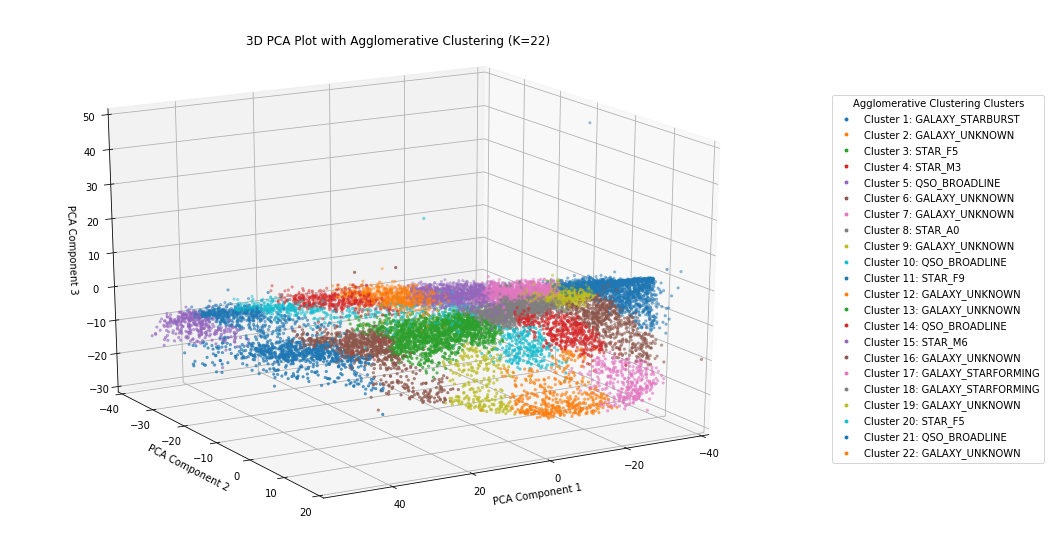 3D PCA Plot with Agglomerative Clustering (K=22)
50
40
30
20
10
0
−10
−20
−30
PCA Component 3
−40
−30
−20
−10
0
10
20
PCA Component 2
40
20
0
−20
−40
PCA Component 1
Agglomerative Clustering Clusters
Cluster 1: GALAXY_STARBURST
Cluster 2: GALAXY_UNKNOWN
Cluster 3: STAR_F5
Cluster 4: STAR_M3
Cluster 5: QSO_BROADLINE
Cluster 6: GALAXY_UNKNOWN
Cluster 7: GALAXY_UNKNOWN
Cluster 8: STAR_A0
Cluster 9: GALAXY_UNKNOWN
Cluster 10: QSO_BROADLINE
Cluster 11: STAR_F9
Cluster 12: GALAXY_UNKNOWN
Cluster 13: GALAXY_UNKNOWN
Cluster 14: QSO_BROADLINE
Cluster 15: STAR_M6
Cluster 16: GALAXY_UNKNOWN
Cluster 17: GALAXY_STARFORMING
Cluster 18: GALAXY_STARFORMING
Cluster 19: GALAXY_UNKNOWN
Cluster 20: STAR_F5
Cluster 21: QSO_BROADLINE
Cluster 22: GALAXY_UNKNOWN